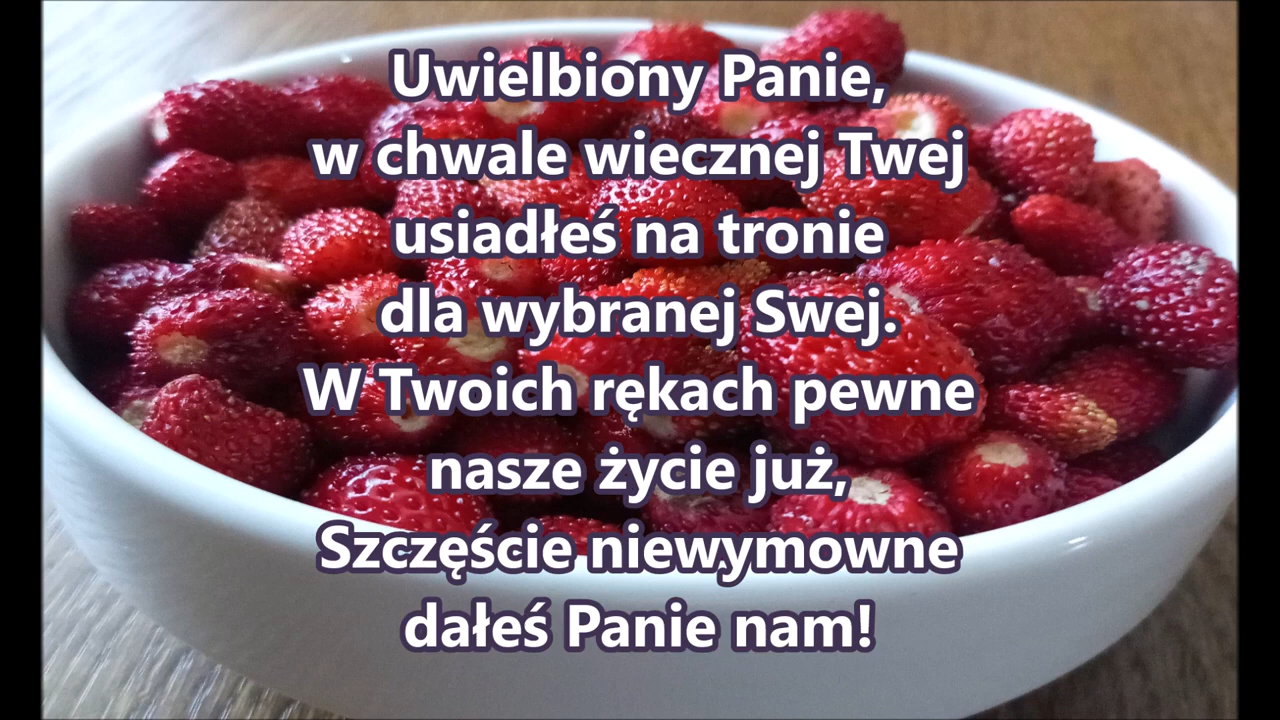 Uwielbiony Panie,
w chwale wiecznej Twej
usiadłeś na tronie
dla wybranej Swej.
W Twoich rękach pewne
nasze życie już,
Szczęście niewymowne
dałeś Panie nam!